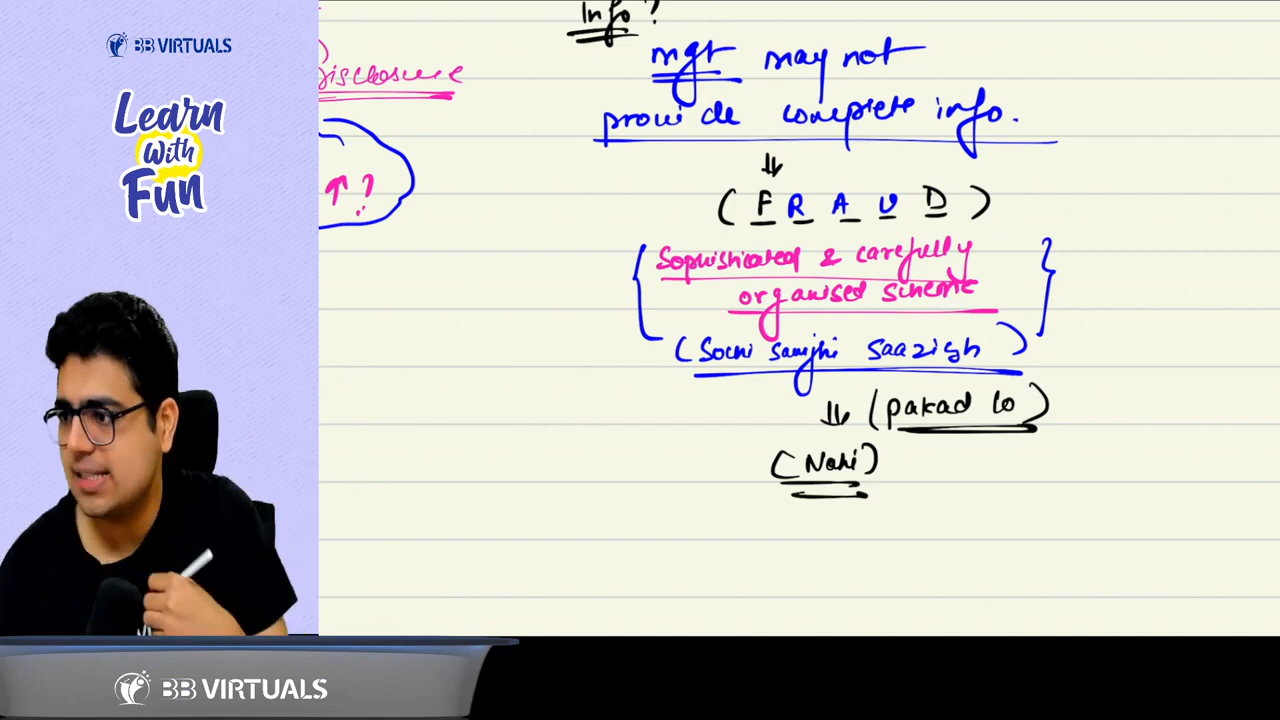 BB VIRTUALS
Learn
With
Fun
Disclosure
↑ ?
Info?
mgt may not
provide complete info.
(FRAUD)
Sophisticated & carefully
organised scheme
(Sochi Samjhi Saazish)
(pakad lo)
(Nahi)
BB VIRTUALS